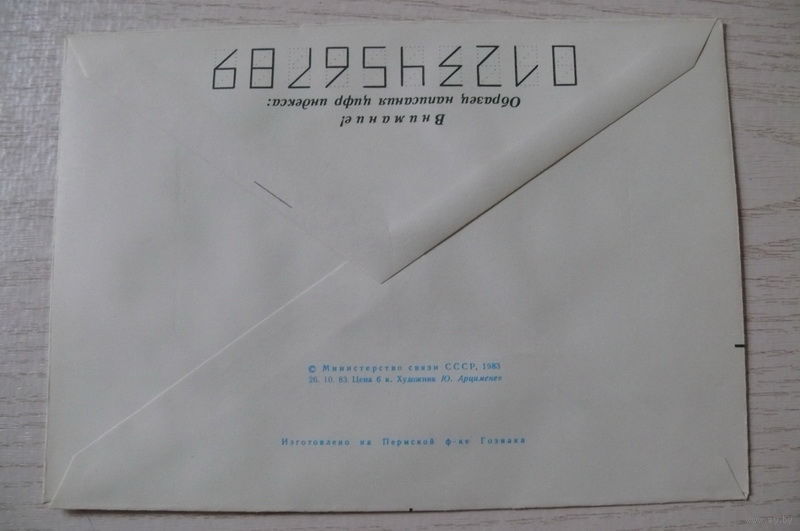 Внимание!
Образец написания цифр индекса:
0123456789
© Министерство связи СССР, 1983
26. 10. 83. Цена 6 к. Художник Ю. Арцименев
Изготовлено на Пермской ф-ке Гознака